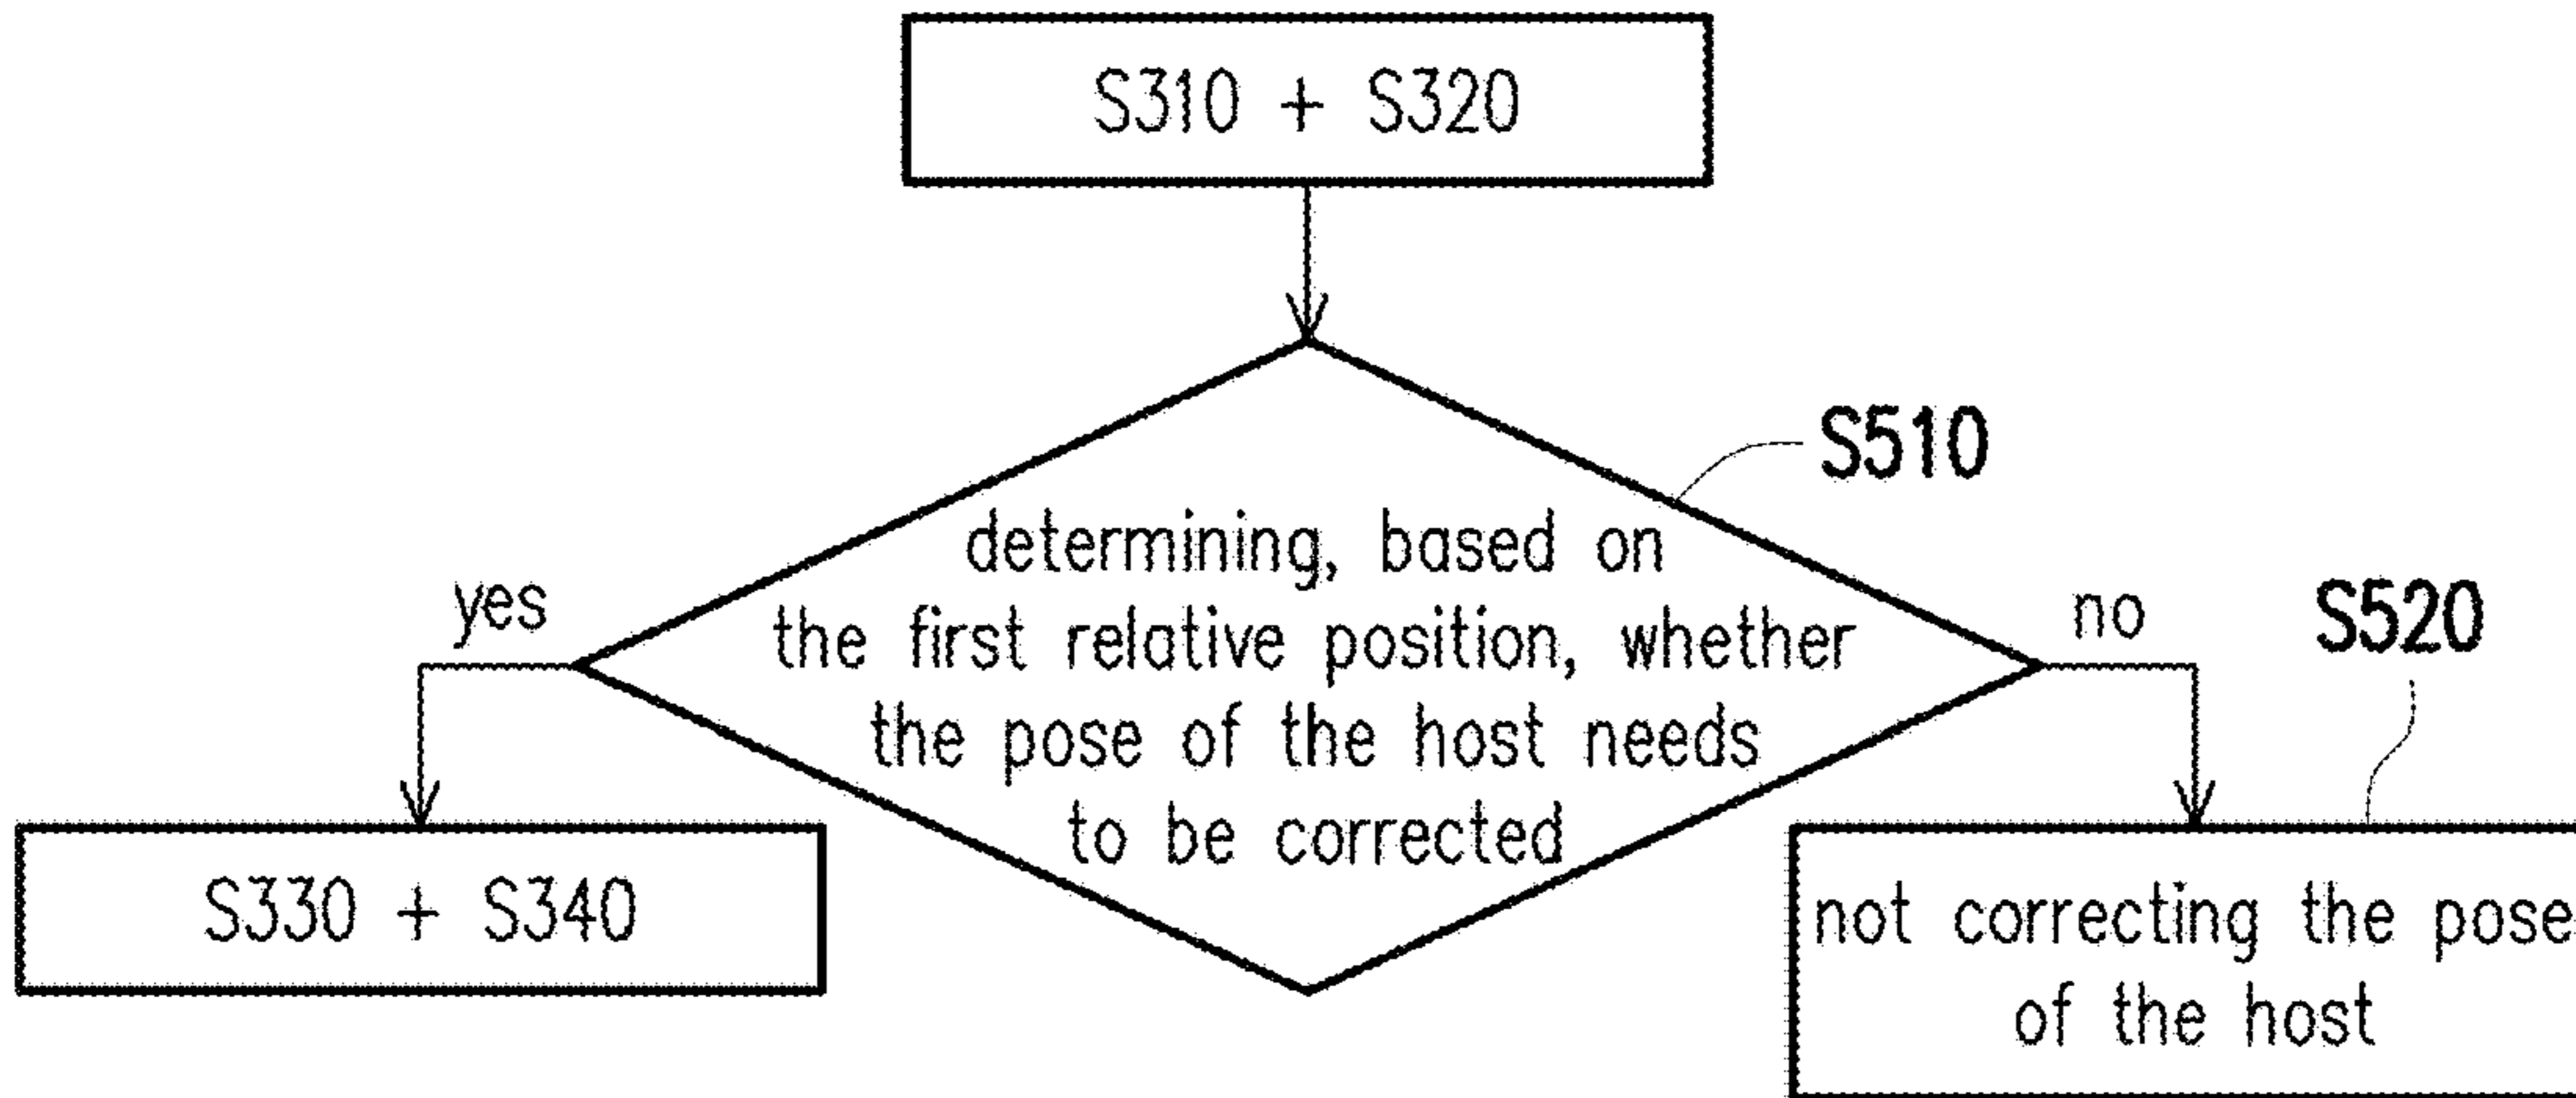 S310 + S320
S510
determining, based on
the first relative position, whether
the pose of the host needs
to be corrected
yes
no
S520
S330 + S340
not correcting the pose
of the host